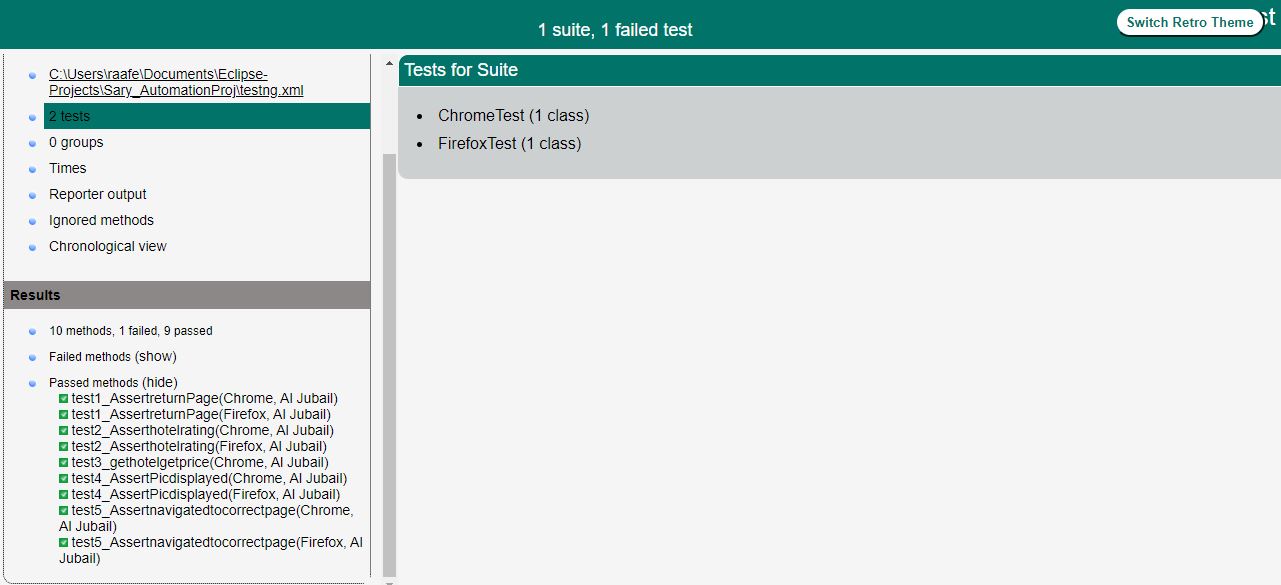 1 suite, 1 failed test
Switch Retro Theme
C:\Users\raafe\Documents\Eclipse-
Projects\Sary_AutomationProj\testng.xml
2 tests
0 groups
Times
Reporter output
Ignored methods
Chronological view
Results
10 methods, 1 failed, 9 passed
Failed methods (show)
Passed methods (hide)
test1_AssertreturnPage(Chrome, Al Jubail)
test1_AssertreturnPage(Firefox, Al Jubail)
test2_Asserthotelrating(Chrome, Al Jubail)
test2_Asserthotelrating(Firefox, Al Jubail)
test3_gethotelgetprice(Chrome, Al Jubail)
test4_AssertPicdisplayed(Chrome, Al Jubail)
test4_AssertPicdisplayed(Firefox, Al Jubail)
test5_Assertnavigatedtocorrectpage(Chrome,
Al Jubail)
test5_Assertnavigatedtocorrectpage(Firefox, Al
Jubail)
Tests for Suite
ChromeTest (1 class)
FirefoxTest (1 class)